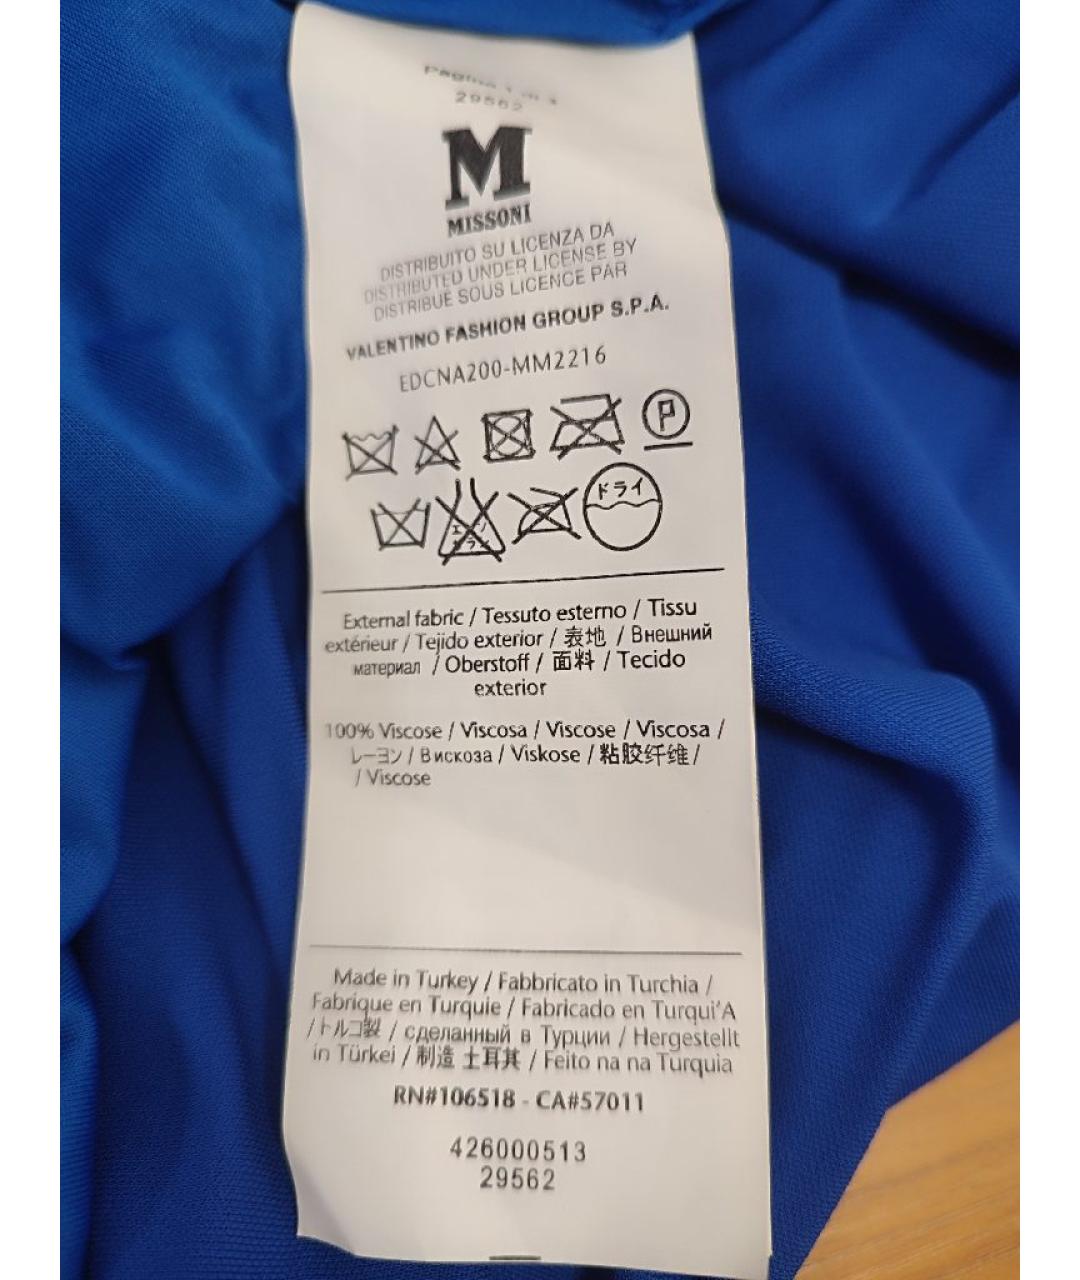 29562
M
MISSONI
DISTRIBUITO SU LICENZA DA
DISTRIBUTED UNDER LICENSE BY
DISTRIBUÉ SOUS LICENCE PAR
VALENTINO FASHION GROUP S.P.A.
EDCNA200-MM2216
P
ドライ
External fabric / Tessuto esterno / Tissu
extérieur / Tejido exterior / 表地 / Внешний
материал / Oberstoff / 面料 / Tecido
exterior
100% Viscose / Viscosa / Viscose / Viscosa /
レーヨン / Вискоза / Viskose / 粘胶纤维 /
/ Viscose
Made in Turkey / Fabbricato in Turchia /
Fabrique en Turquie / Fabricado en Turqui'A
/ トルコ製 / сделанный в Турции / Hergestellt
in Türkei / 制造 土耳其 / Feito na na Turquia
RN#106518 - CA#57011
426000513
29562